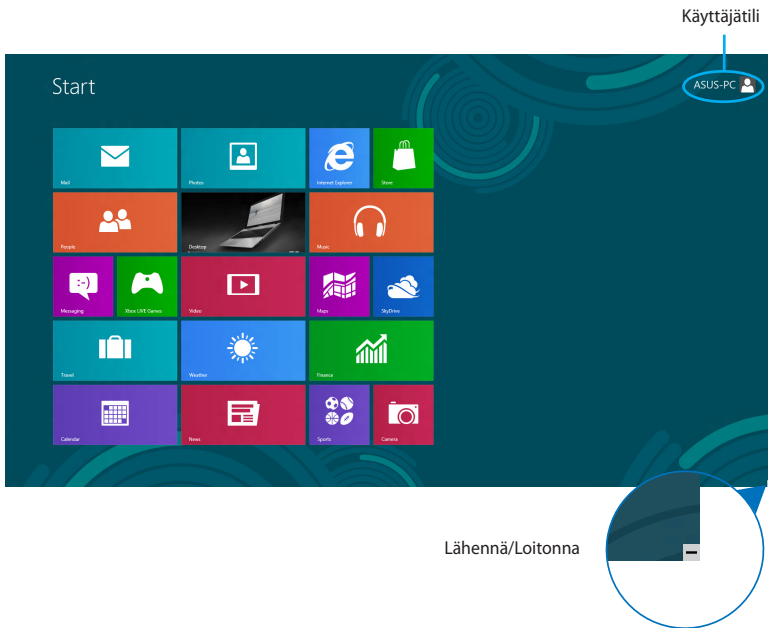 Käyttäjätili
Start
ASUS-PC
Mail
Photos
Internet Explorer
Store
People
Desktop
Music
Messaging
Xbox LIVE Games
Video
Maps
SkyDrive
Travel
Weather
Finance
Calendar
News
Sports
Camera
Lähennä/Loitonna